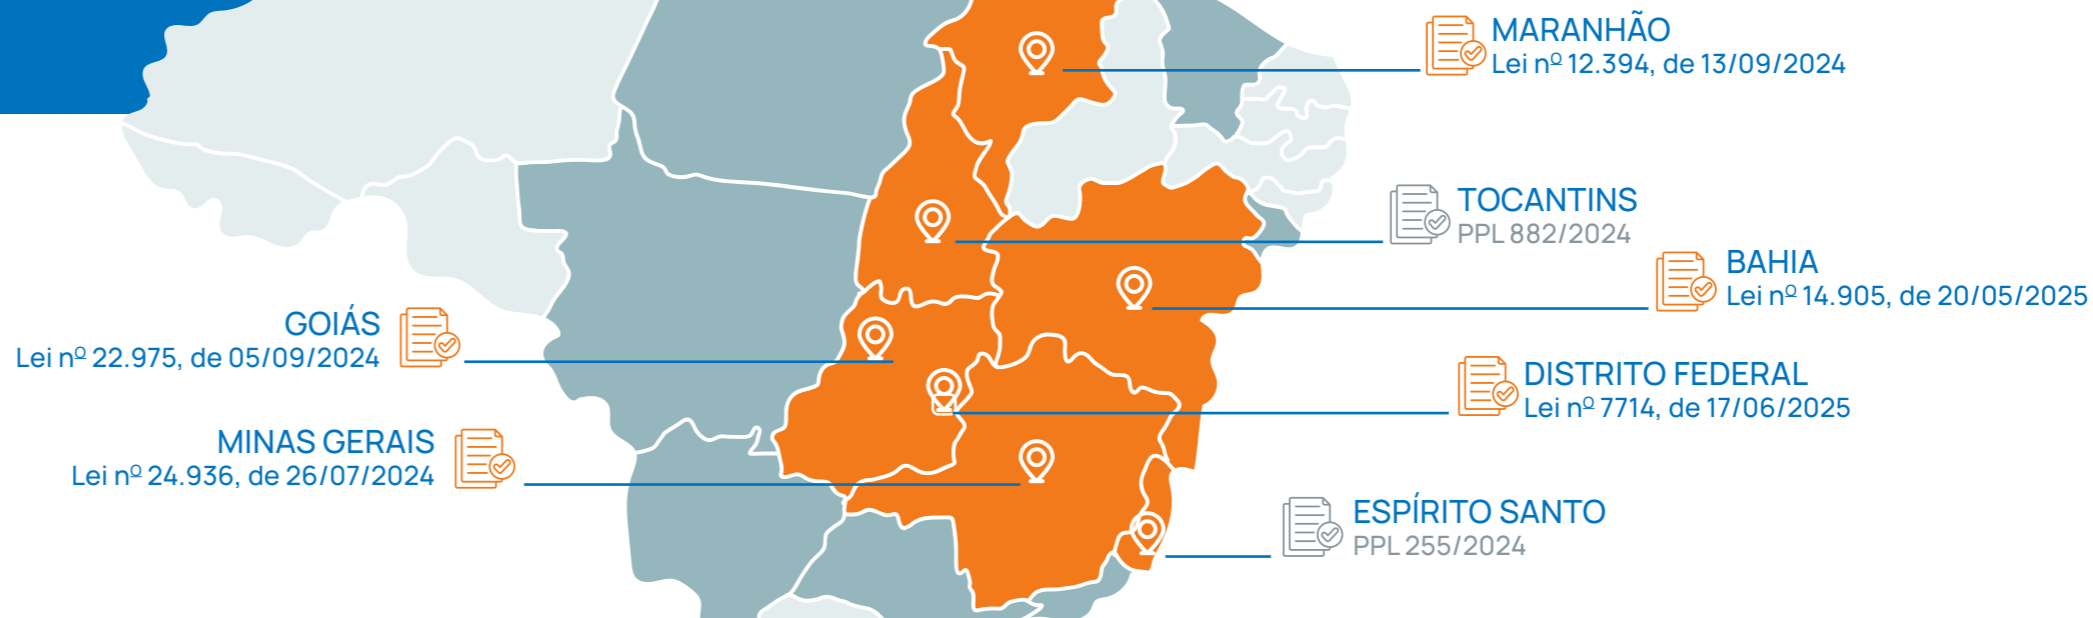 MARANHÃO
Lei nº 12.394, de 13/09/2024
TOCANTINS
PPL 882/2024
BAHIA
Lei nº 14.905, de 20/05/2025
GOIÁS
Lei nº 22.975, de 05/09/2024
DISTRITO FEDERAL
Lei nº 7714, de 17/06/2025
MINAS GERAIS
Lei nº 24.936, de 26/07/2024
ESPÍRITO SANTO
PPL 255/2024